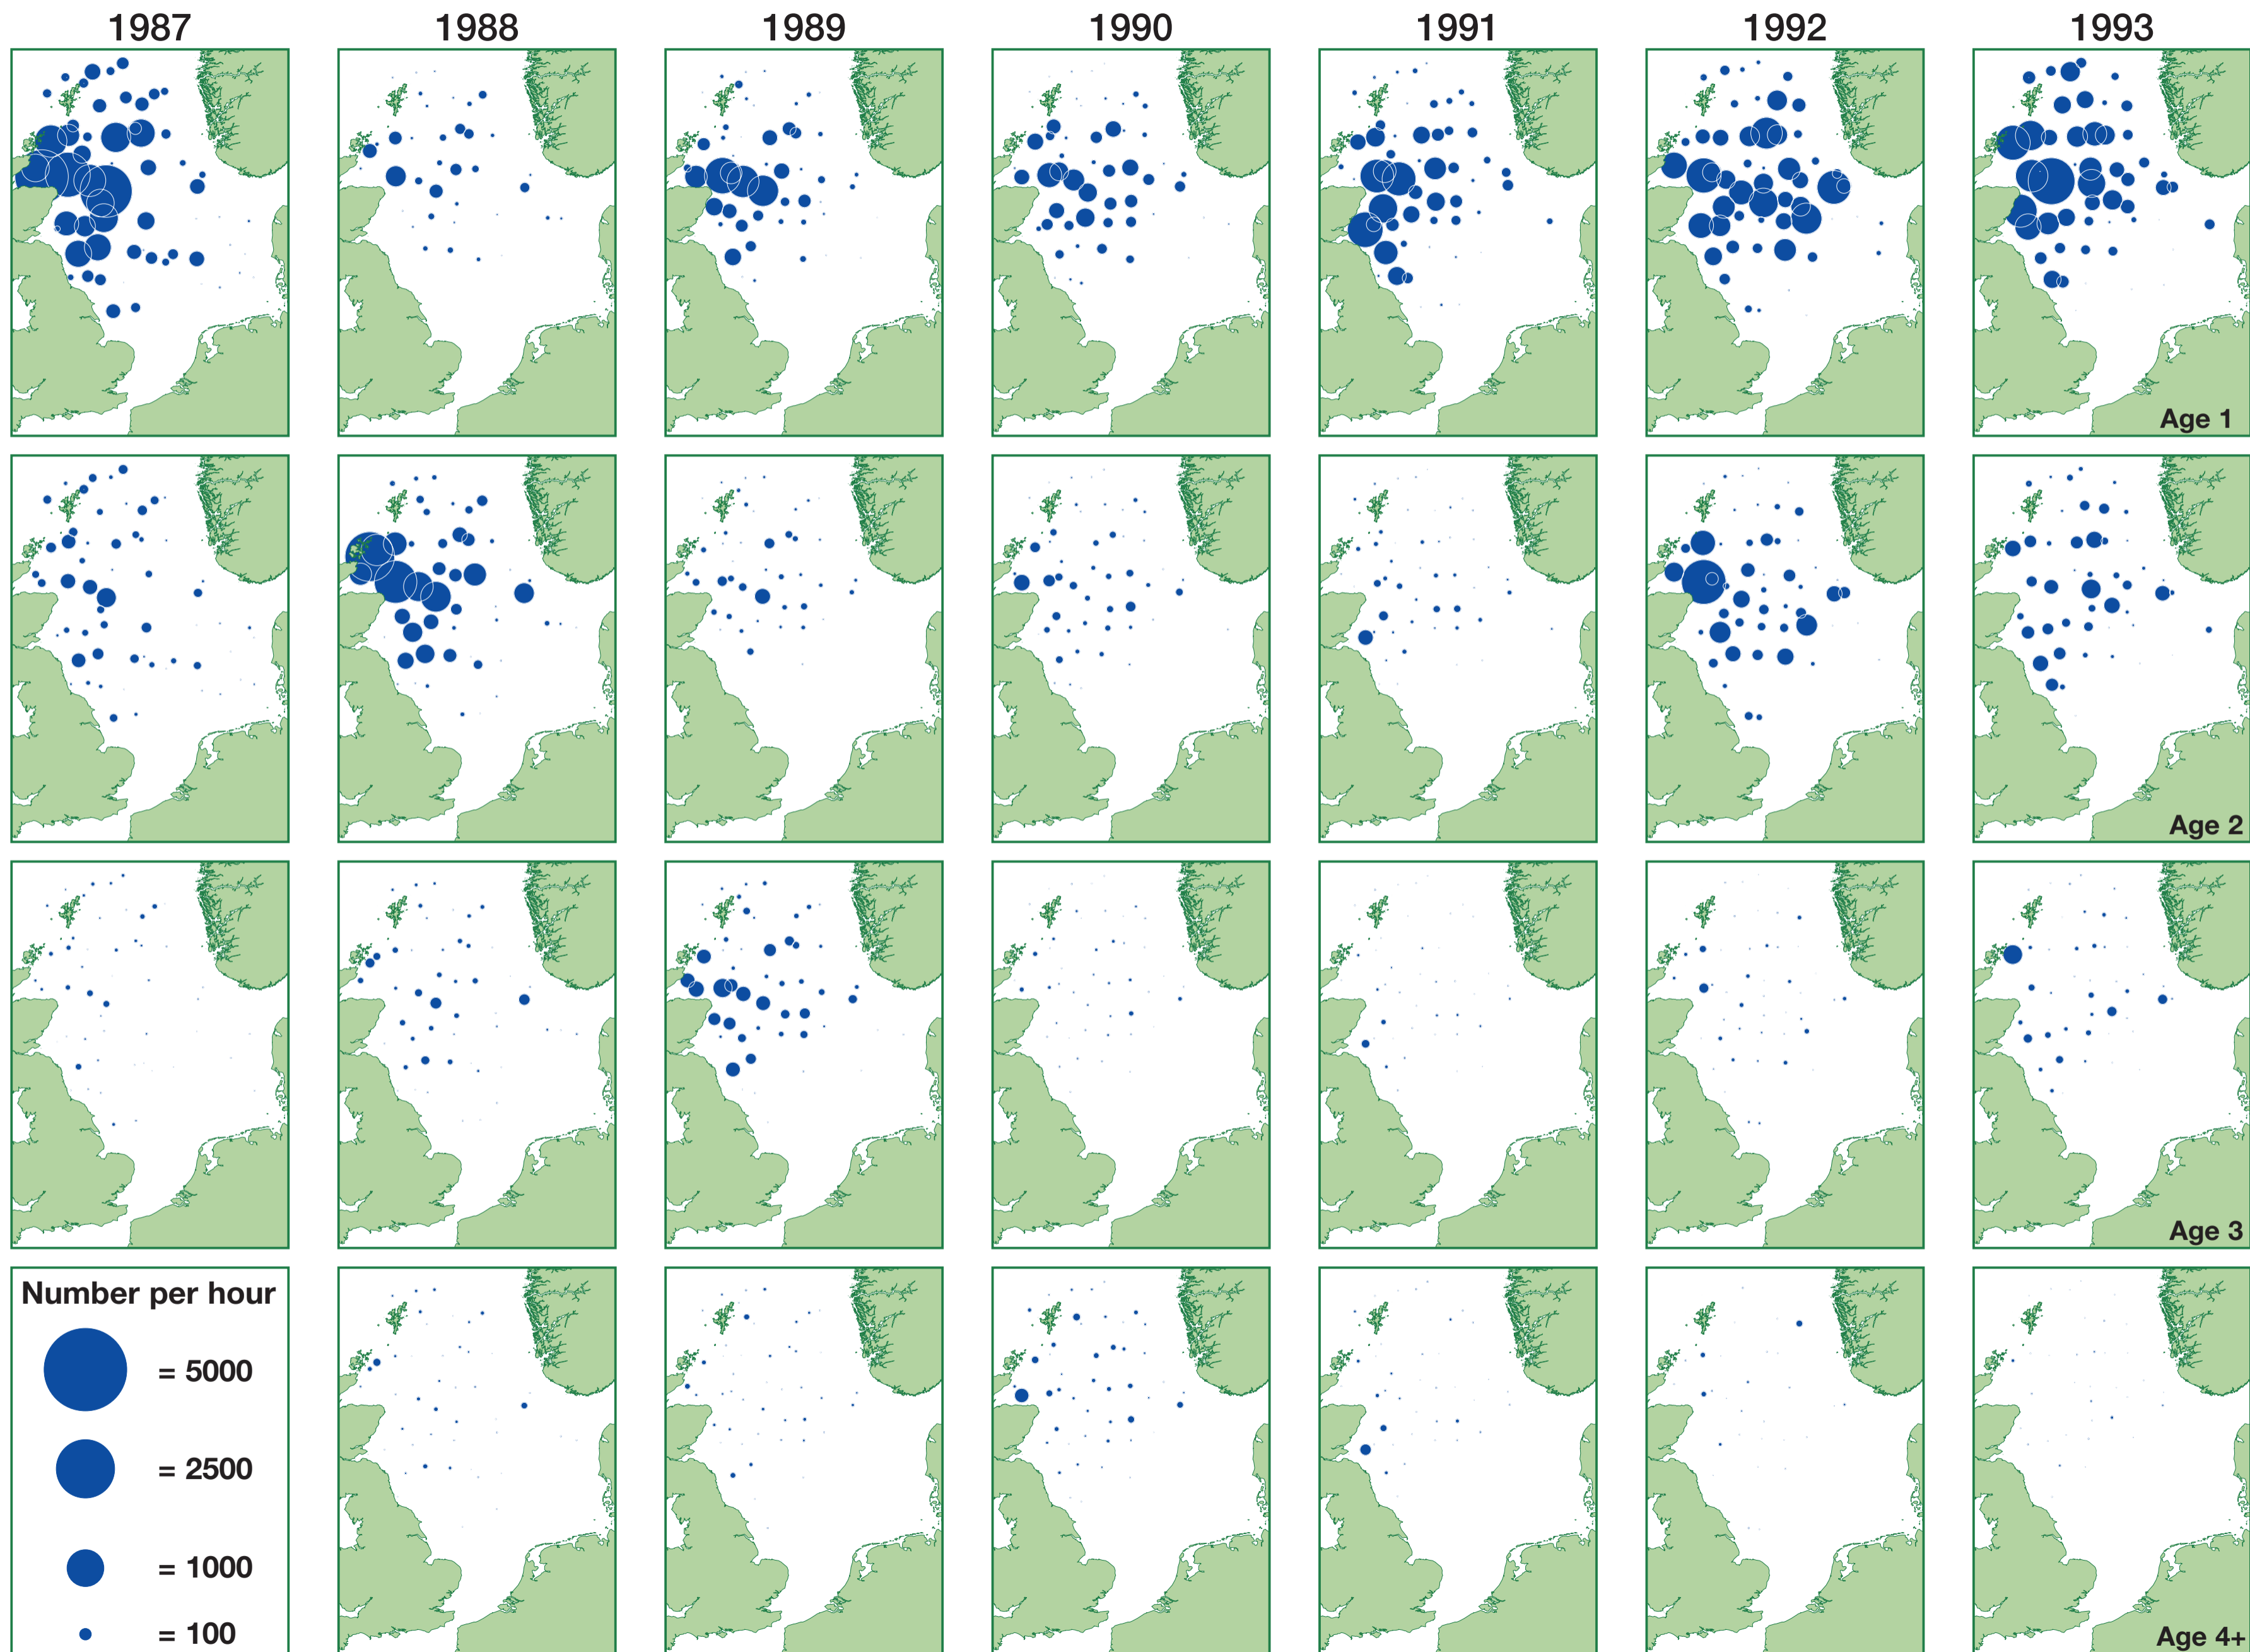 1987 1988 1989 1990 1991 1992 1993
Age 1
Age 2
Age 3
Number per hour
= 5000
= 2500
= 1000
= 100
Age 4+